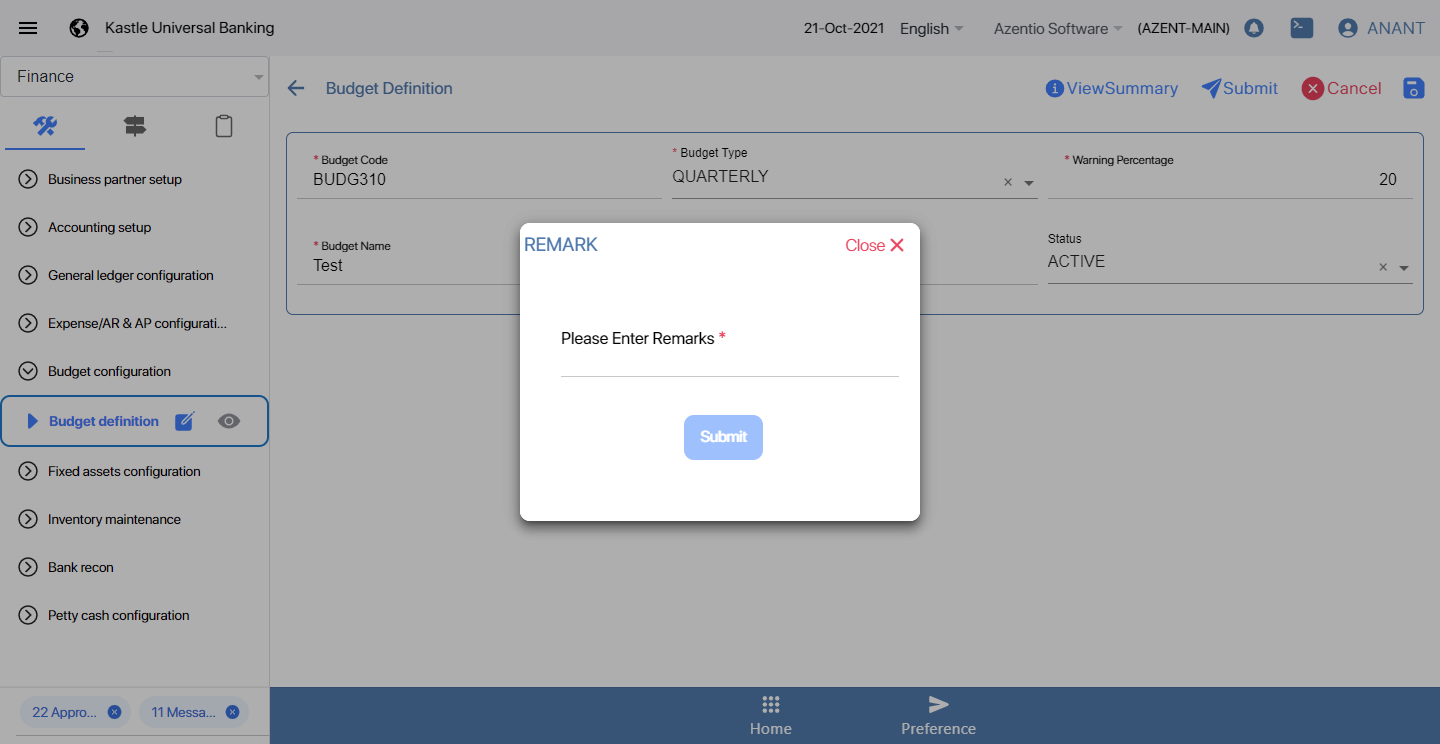 Kastle Universal Banking
21-Oct-2021 English Azentio Software (AZENT-MAIN) ANANT
Finance
Budget Definition
ViewSummary Submit Cancel
Business partner setup
Accounting setup
General ledger configuration
Expense/AR & AP configurati...
Budget configuration
Budget definition
Fixed assets configuration
Inventory maintenance
Bank recon
Petty cash configuration
22 Appro... 11 Messa...
* Budget Code
BUDG310
* Budget Type
QUARTERLY
* Warning Percentage
20
* Budget Name
Test
Status
ACTIVE
REMARK
Close
Please Enter Remarks *
Submit
Home
Preference